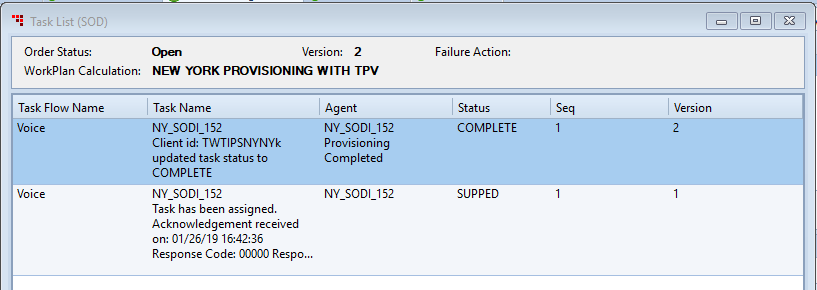 Task List (SOD)
Order Status: Open Version: 2 Failure Action:
WorkPlan Calculation: NEW YORK PROVISIONING WITH TPV
Task Flow Name Task Name Agent Status Seq Version
Voice NY_SODI_152 NY_SODI_152 COMPLETE 1 2
Client id: TWTIPSNYNYk Provisioning
updated task status to Completed
COMPLETE
Voice NY_SODI_152 NY_SODI_152 SUPPED 1 1
Task has been assigned.
Acknowledgement received
on: 01/26/19 16:42:36
Response Code: 00000 Respo...